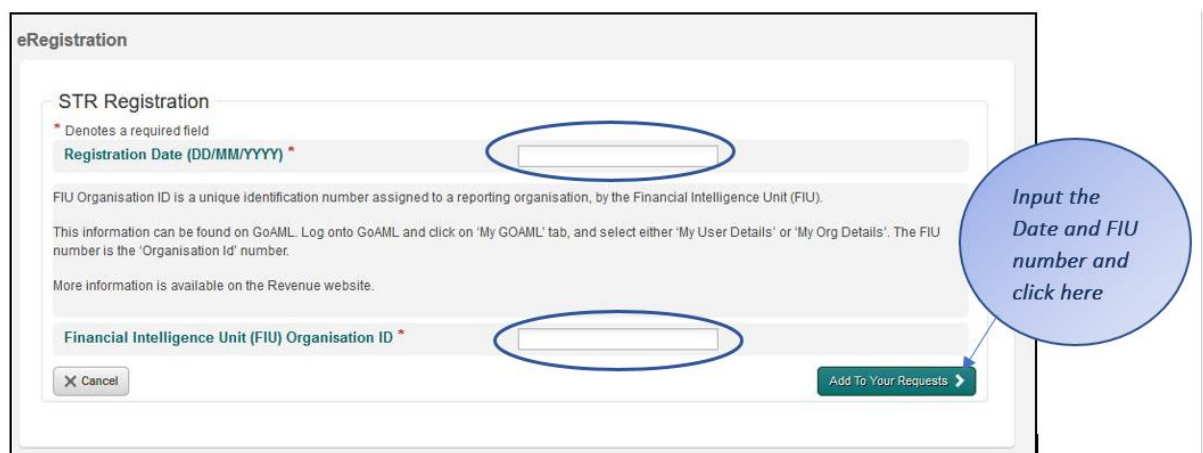 eRegistration
STR Registration
* Denotes a required field
Registration Date (DD/MM/YYYY) *
FIU Organisation ID is a unique identification number assigned to a reporting organisation, by the Financial Intelligence Unit (FIU).
This information can be found on GoAML. Log onto GoAML and click on 'My GOAML' tab, and select either 'My User Details' or 'My Org Details'. The FIU
number is the 'Organisation Id' number.
More information is available on the Revenue website.
Financial Intelligence Unit (FIU) Organisation ID *
Cancel
Add To Your Requests
Input the
Date and FIU
number and
click here